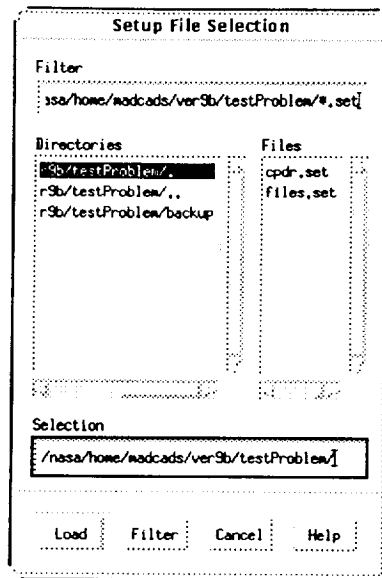 Setup File Selection
Filter
asa/home/madcads/ver9b/testProblem/*.set
Directories
Files
r9b/testProblem/.
r9b/testProblem/..
r9b/testProblem/backup
cpdr.set
files.set
Selection
/nasa/home/madcads/ver9b/testProblem/
Load
Filter
Cancel
Help